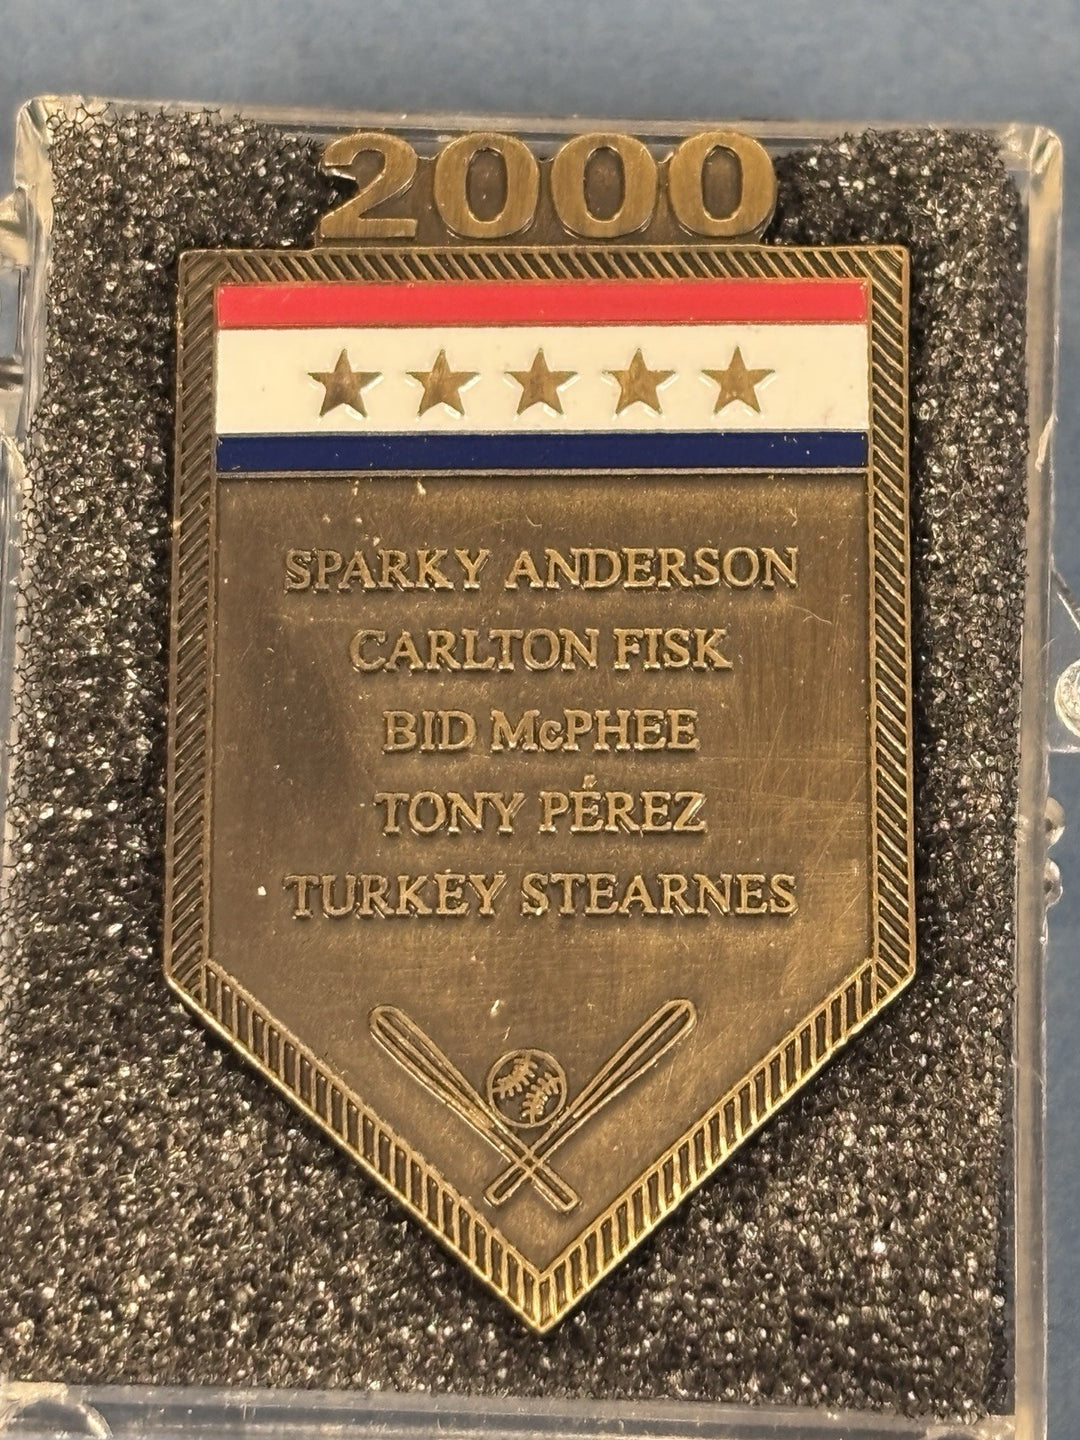 2000
SPARKY ANDERSON
CARLTON FISK
BID McPHEE
TONY PÉREZ
TURKEY STEARNES